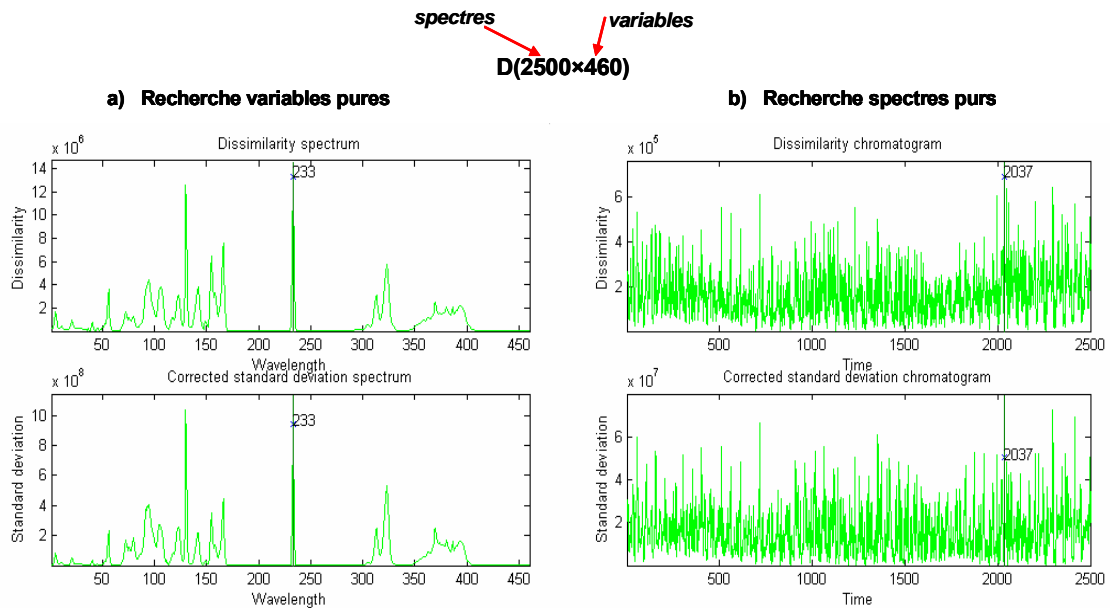 spectres variables
D(2500×460)
a) Recherche variables pures
b) Recherche spectres purs
x 10^6
Dissimilarity spectrum
14
12
10
8
6
4
2
Dissimilarity
233
50 100 150 200 250 300 350 400 450
Wavelength
x 10^8
Corrected standard deviation spectrum
10
8
6
4
2
Standard deviation
233
50 100 150 200 250 300 350 400 450
Wavelength
x 10^5
Dissimilarity chromatogram
6
4
2
Dissimilarity
2037
500 1000 1500 2000 2500
Time
x 10^7
Corrected standard deviation chromatogram
6
4
2
Standard deviation
2037
500 1000 1500 2000 2500
Time